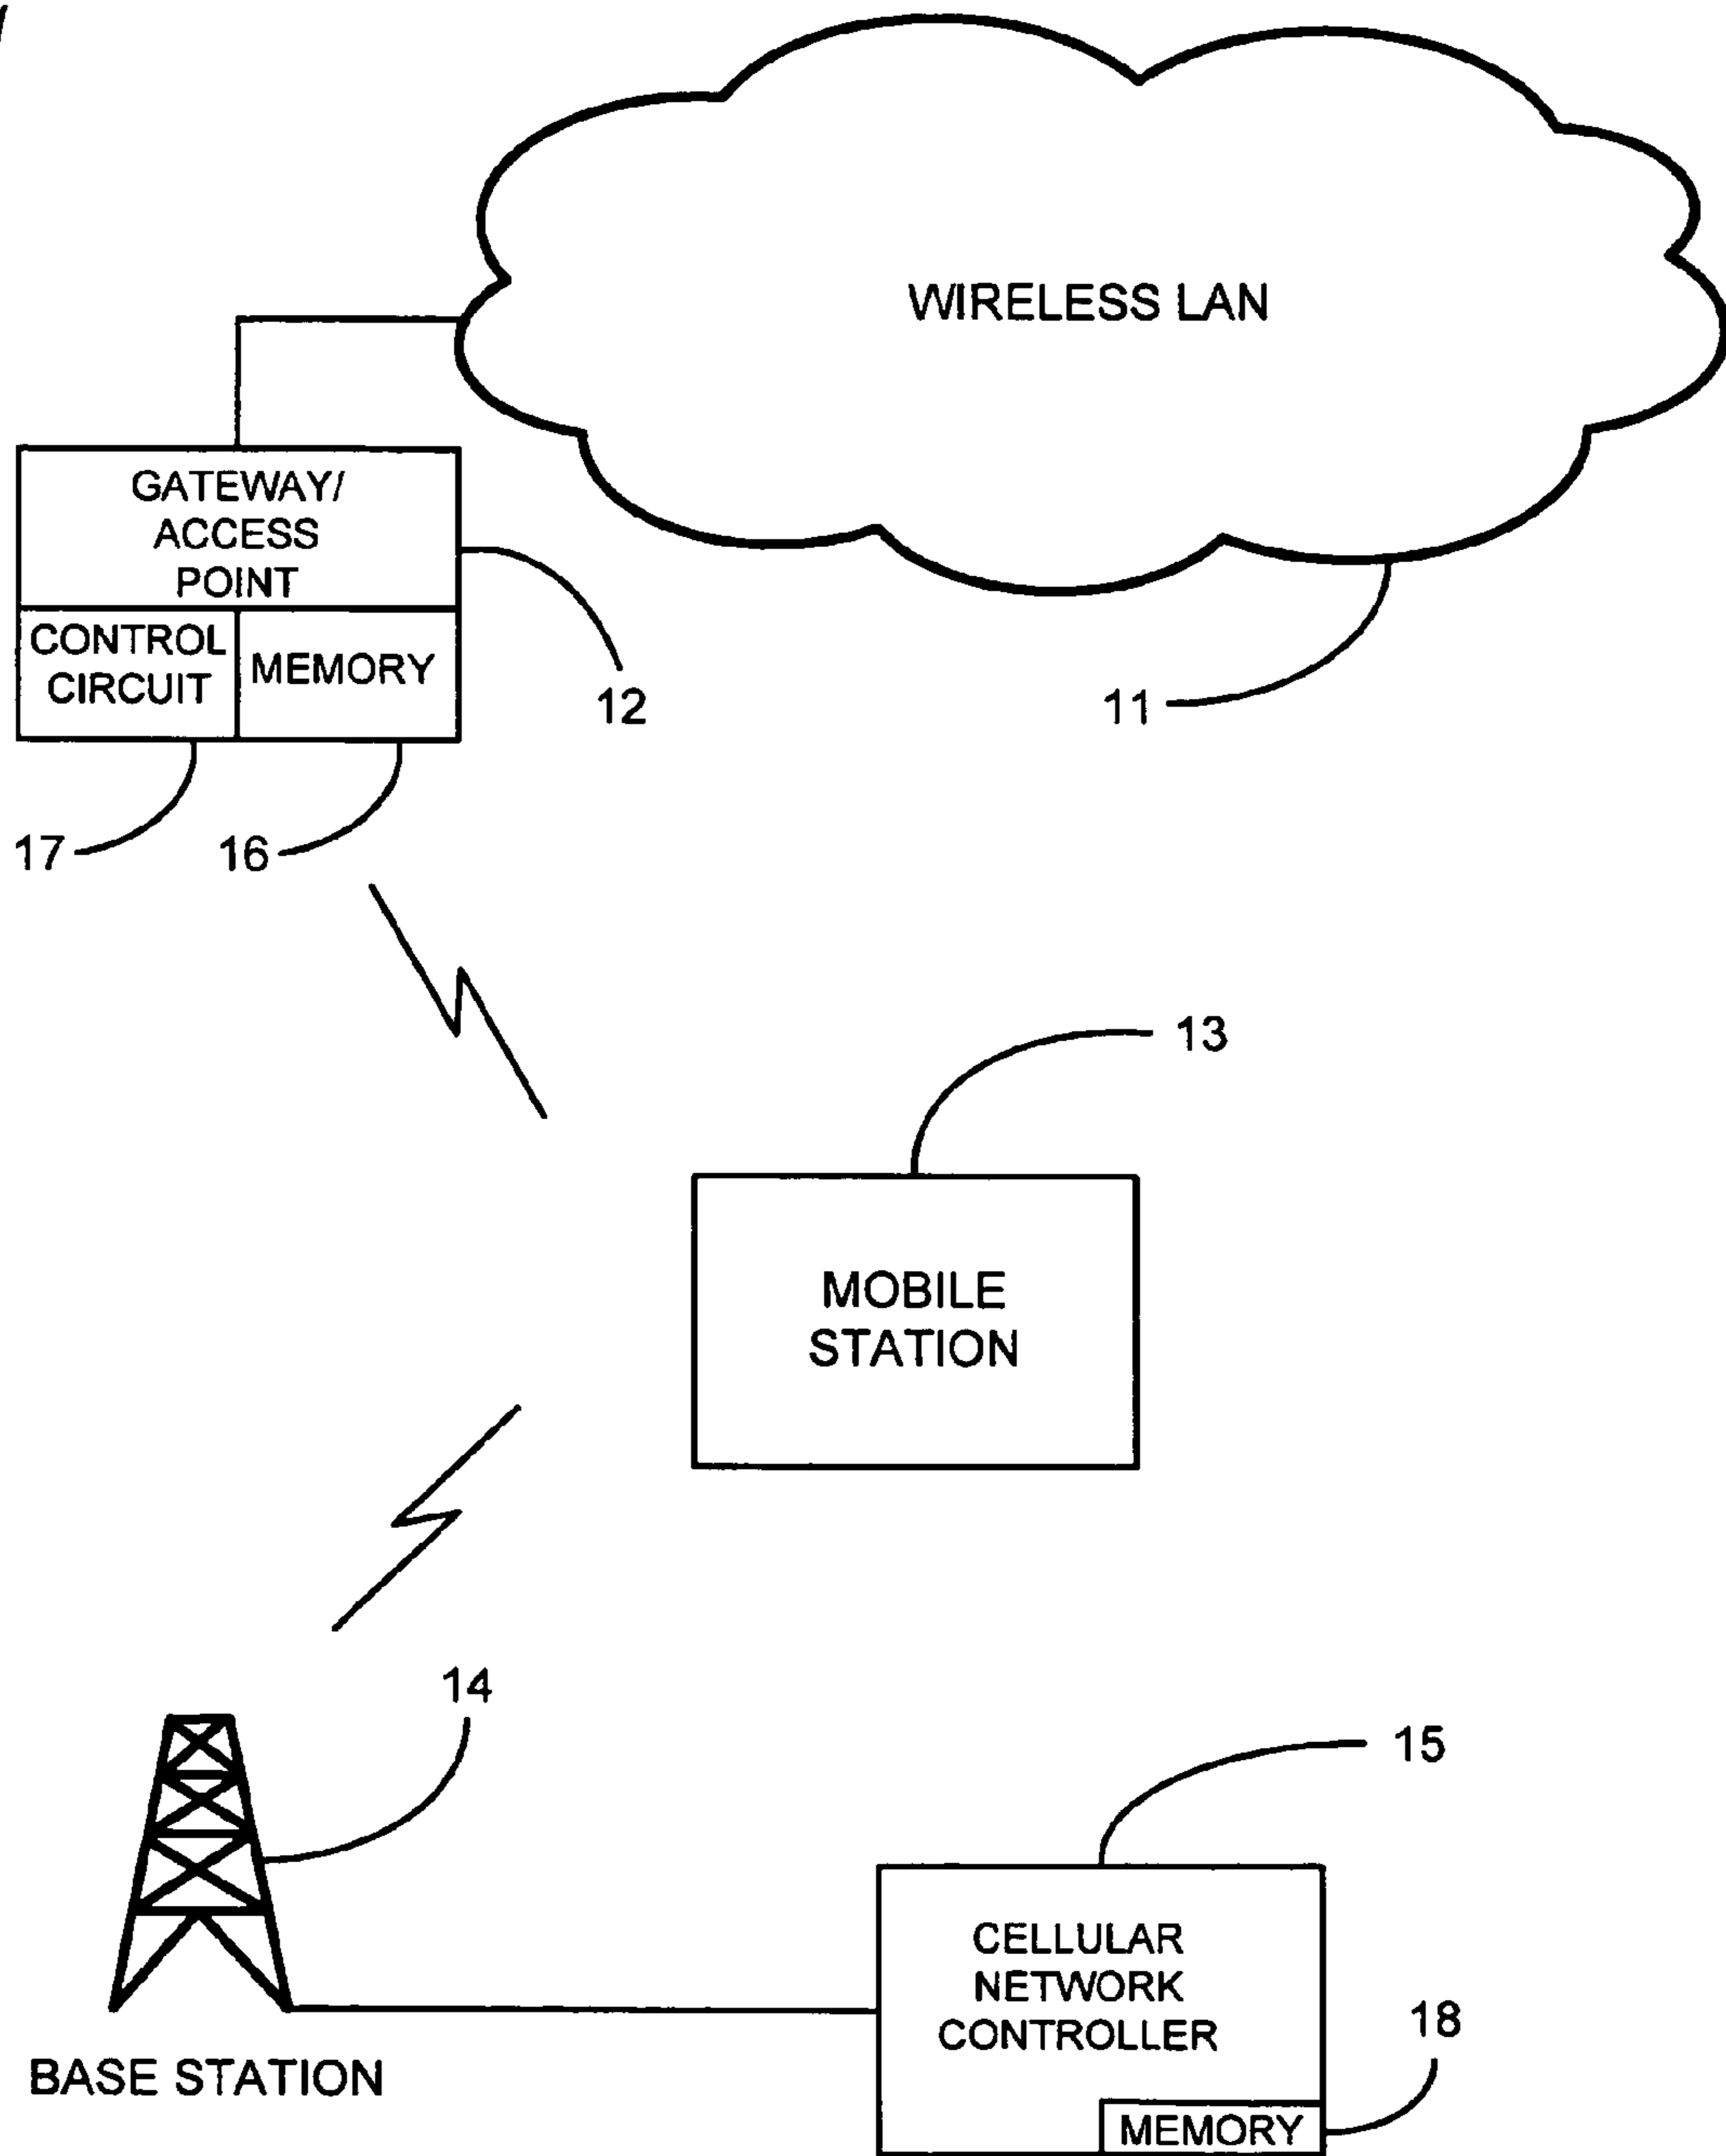 WIRELESS LAN
GATEWAY/
ACCESS
POINT
CONTROL
CIRCUIT
MEMORY
12
11
17
16
13
MOBILE
STATION
14
15
CELLULAR
NETWORK
CONTROLLER
18
BASE STATION
MEMORY